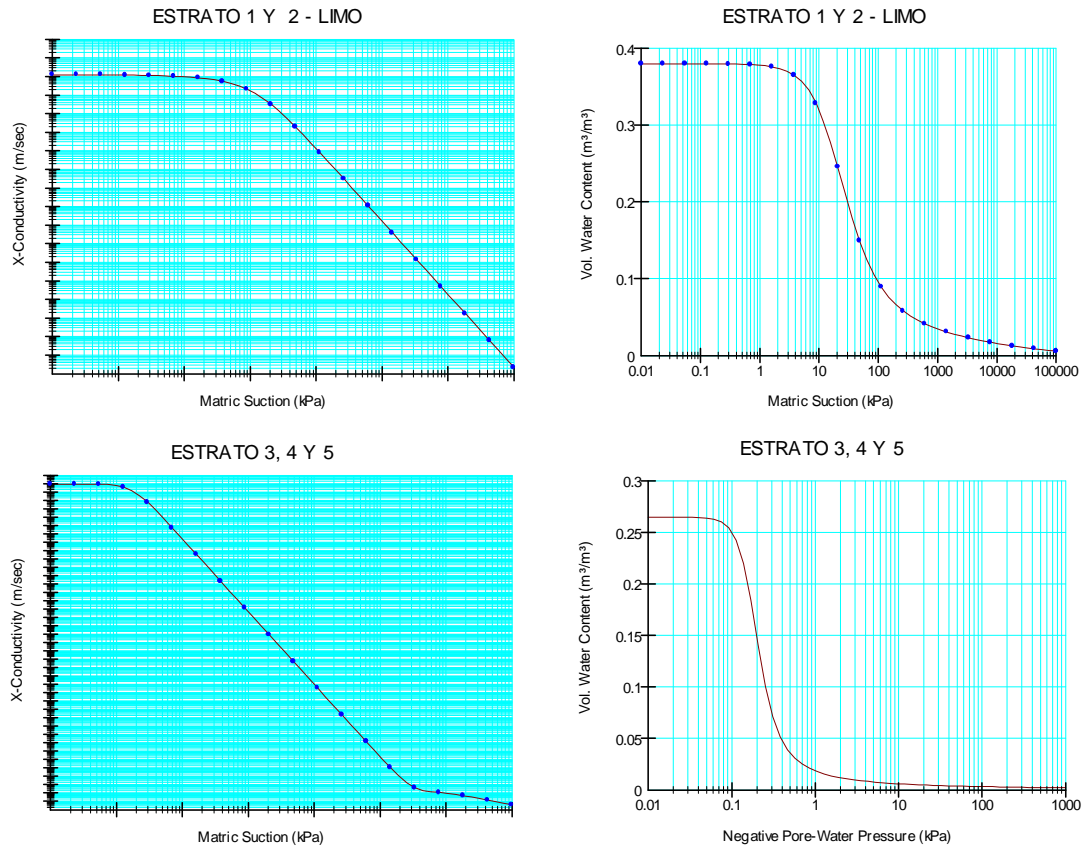 ESTRATO 1 Y 2 - LIMO
X-Conductivity (m/sec)
Matric Suction (kPa)
ESTRATO 1 Y 2 - LIMO
Vol. Water Content (m³/m³)
0.4
0.3
0.2
0.1
0
0.01 0.1 1 10 100 1000 10000 100000
Matric Suction (kPa)
ESTRATO 3, 4 Y 5
X-Conductivity (m/sec)
Matric Suction (kPa)
ESTRATO 3, 4 Y 5
Vol. Water Content (m³/m³)
0.3
0.25
0.2
0.15
0.1
0.05
0
0.01 0.1 1 10 100 1000
Negative Pore-Water Pressure (kPa)